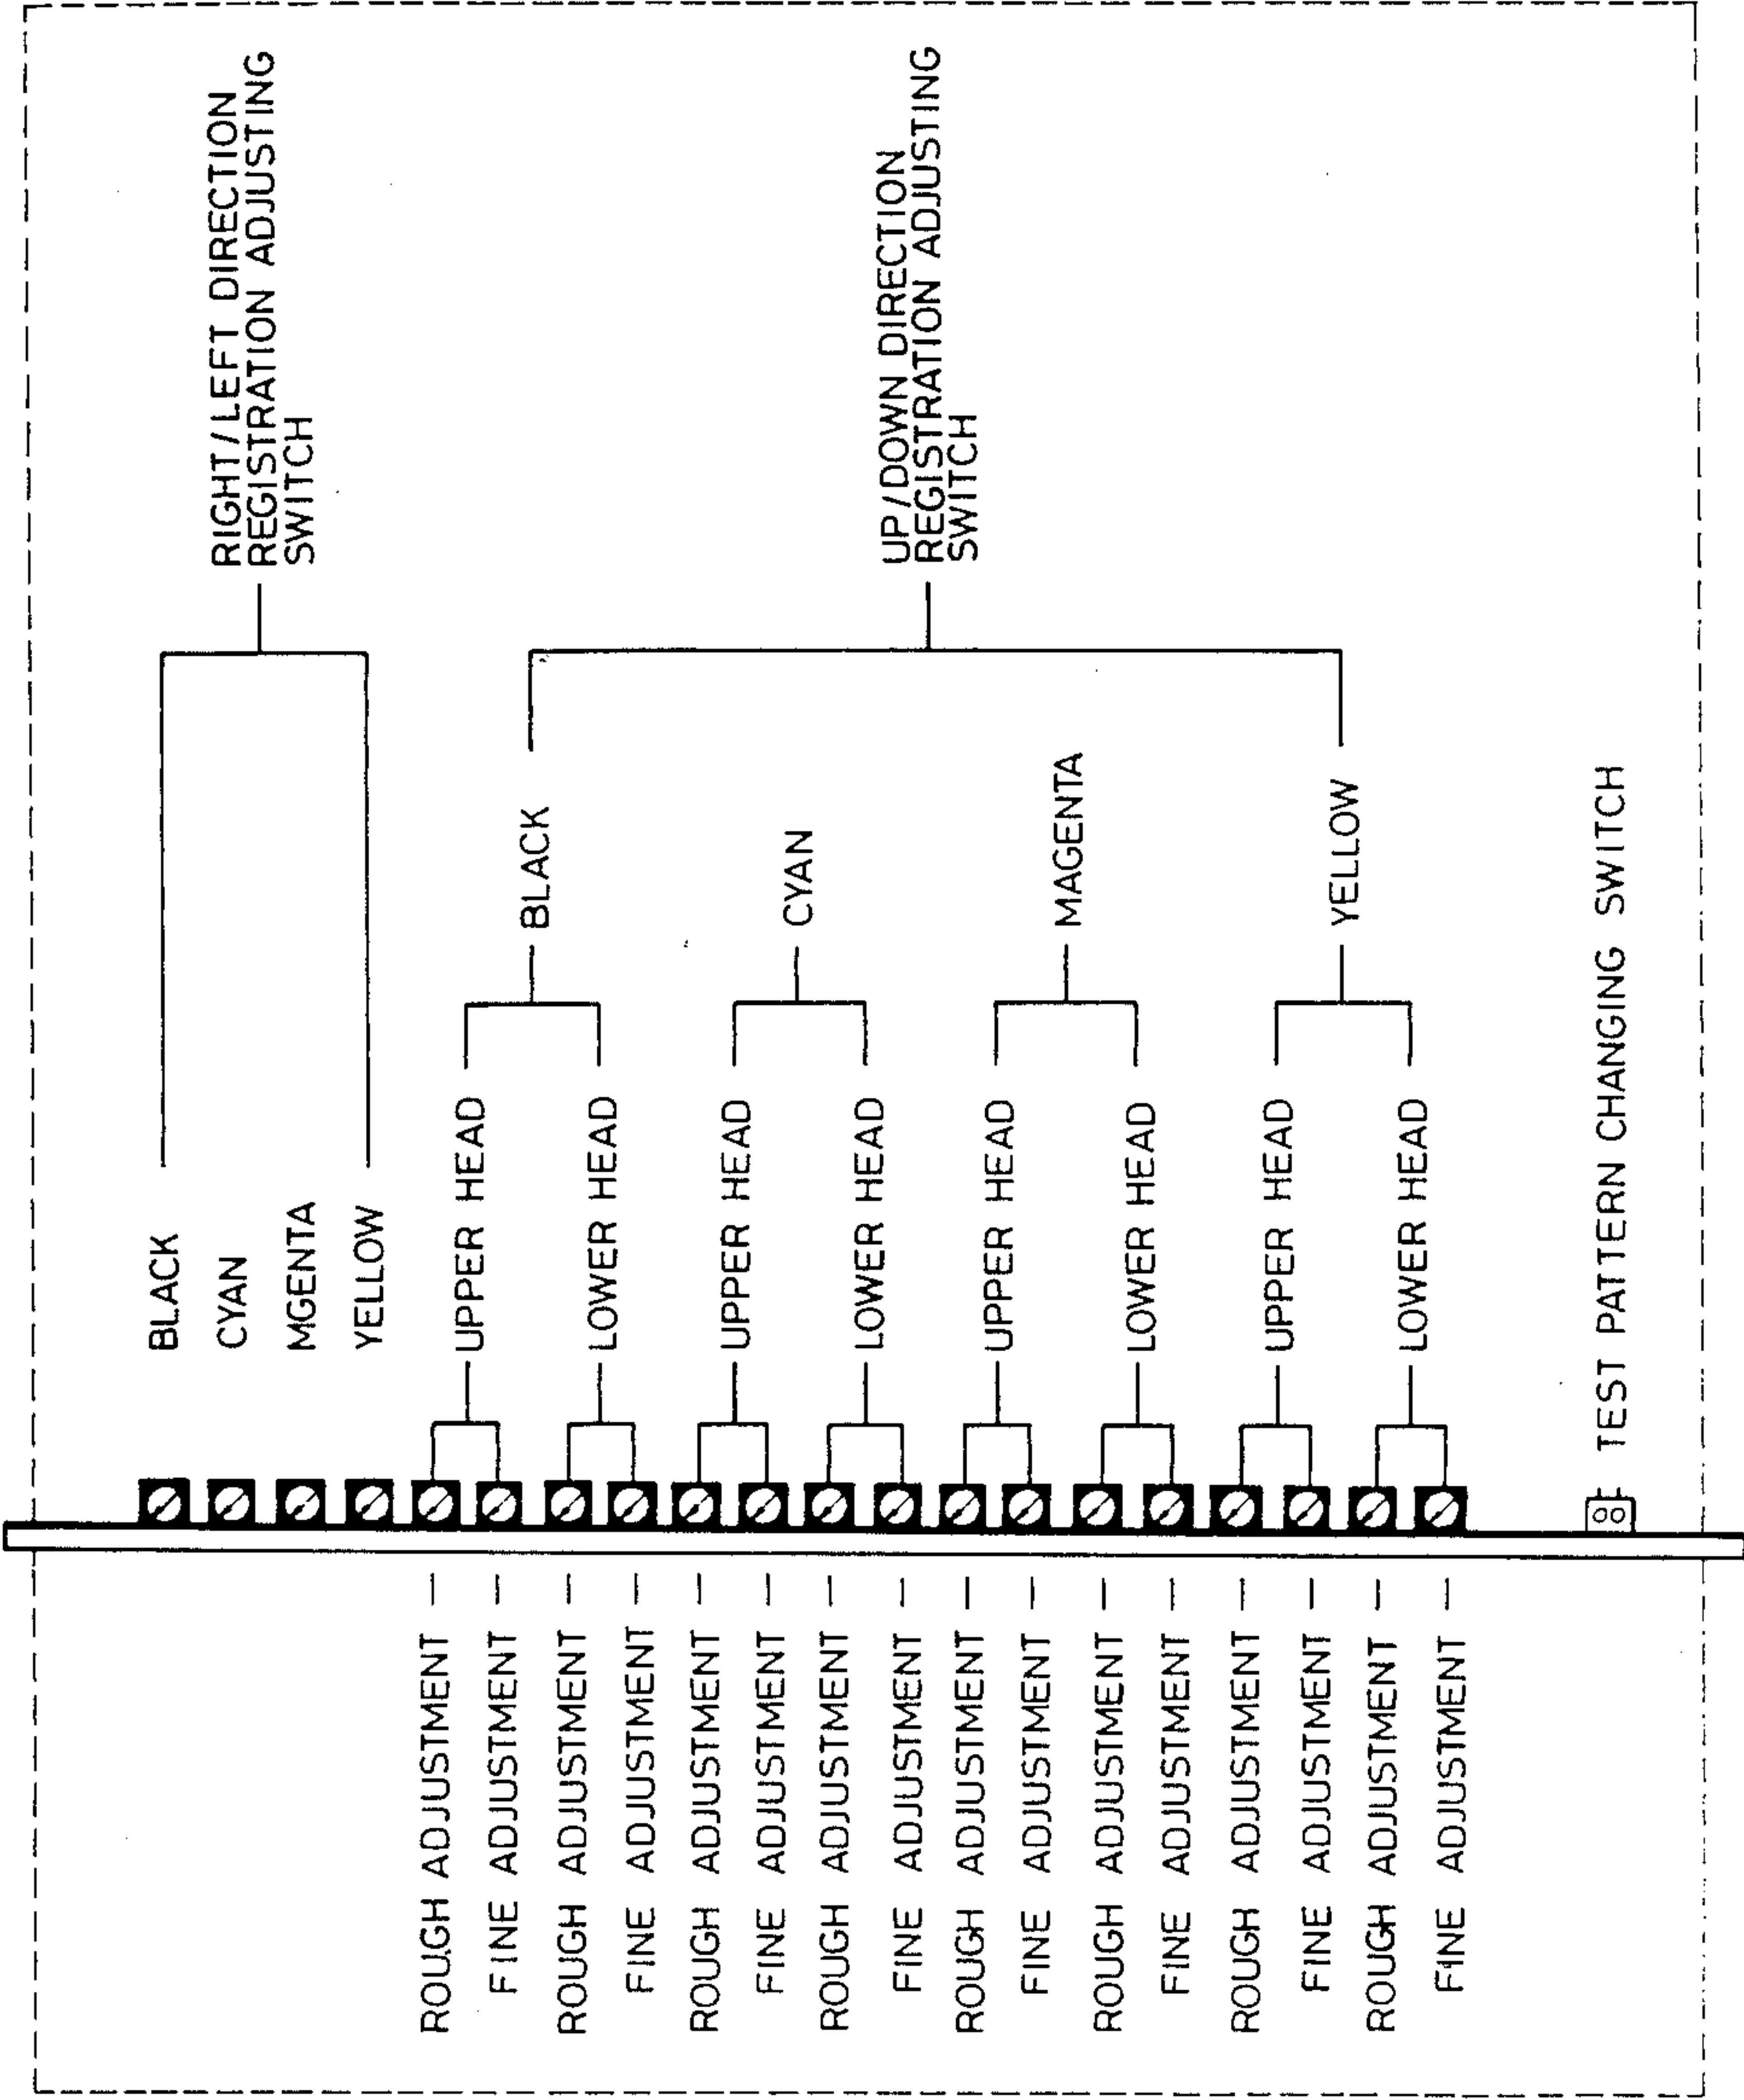 RIGHT/LEFT DIRECTION
REGISTRATION ADJUSTING
SWITCH
UP/DOWN DIRECTION
REGISTRATION ADJUSTING
SWITCH
BLACK
CYAN
MAGENTA
YELLOW
BLACK
CYAN
MGENTA
YELLOW
UPPER HEAD
LOWER HEAD
UPPER HEAD
LOWER HEAD
UPPER HEAD
LOWER HEAD
UPPER HEAD
LOWER HEAD
TEST PATTERN CHANGING SWITCH
ROUGH ADJUSTMENT
FINE ADJUSTMENT
ROUGH ADJUSTMENT
FINE ADJUSTMENT
ROUGH ADJUSTMENT
FINE ADJUSTMENT
ROUGH ADJUSTMENT
FINE ADJUSTMENT
ROUGH ADJUSTMENT
FINE ADJUSTMENT
ROUGH ADJUSTMENT
FINE ADJUSTMENT
ROUGH ADJUSTMENT
FINE ADJUSTMENT
ROUGH ADJUSTMENT
FINE ADJUSTMENT